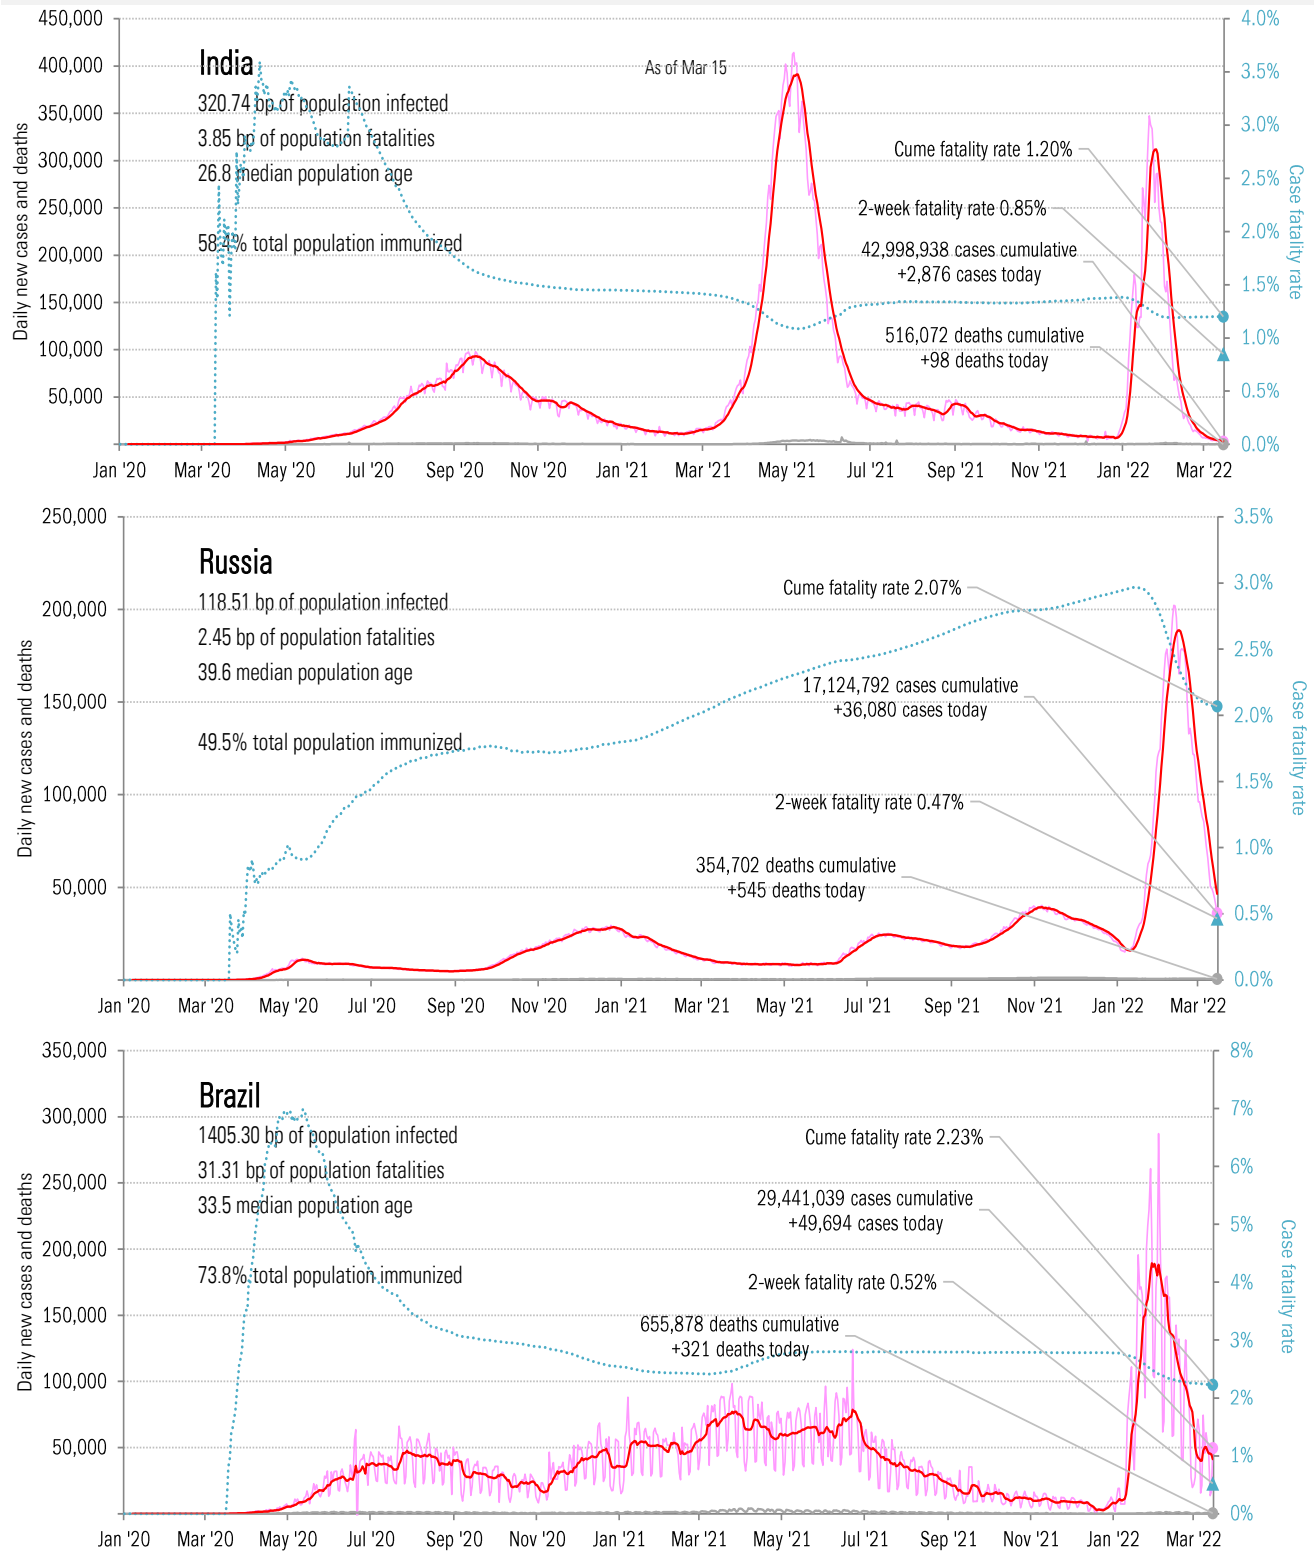 450,000
400,000
350,000
300,000
250,000
200,000
150,000
100,000
50,000
Daily new cases and deaths
India
320.74 bp of population infected
3.85 bp of population fatalities
26.8 median population age
58.4% total population immunized
As of Mar 15
Cume fatality rate 1.20%
2-week fatality rate 0.85%
42,998,938 cases cumulative
+2,876 cases today
516,072 deaths cumulative
+98 deaths today
4.0%
3.5%
3.0%
2.5%
2.0%
1.5%
1.0%
0.5%
0.0%
Case fatality rate
Jan '20 Mar '20 May '20 Jul '20 Sep '20 Nov '20 Jan '21 Mar '21 May '21 Jul '21 Sep '21 Nov '21 Jan '22 Mar '22
250,000
200,000
150,000
100,000
50,000
Daily new cases and deaths
Russia
118.51 bp of population infected
2.45 bp of population fatalities
39.6 median population age
49.5% total population immunized
Cume fatality rate 2.07%
17,124,792 cases cumulative
+36,080 cases today
2-week fatality rate 0.47%
354,702 deaths cumulative
+545 deaths today
3.5%
3.0%
2.5%
2.0%
1.5%
1.0%
0.5%
0.0%
Case fatality rate
Jan '20 Mar '20 May '20 Jul '20 Sep '20 Nov '20 Jan '21 Mar '21 May '21 Jul '21 Sep '21 Nov '21 Jan '22 Mar '22
350,000
300,000
250,000
200,000
150,000
100,000
50,000
Daily new cases and deaths
Brazil
1405.30 bp of population infected
31.31 bp of population fatalities
33.5 median population age
73.8% total population immunized
Cume fatality rate 2.23%
29,441,039 cases cumulative
+49,694 cases today
2-week fatality rate 0.52%
655,878 deaths cumulative
+321 deaths today
8%
7%
6%
5%
4%
3%
2%
1%
0%
Case fatality rate
Jan '20 Mar '20 May '20 Jul '20 Sep '20 Nov '20 Jan '21 Mar '21 May '21 Jul '21 Sep '21 Nov '21 Jan '22 Mar '22